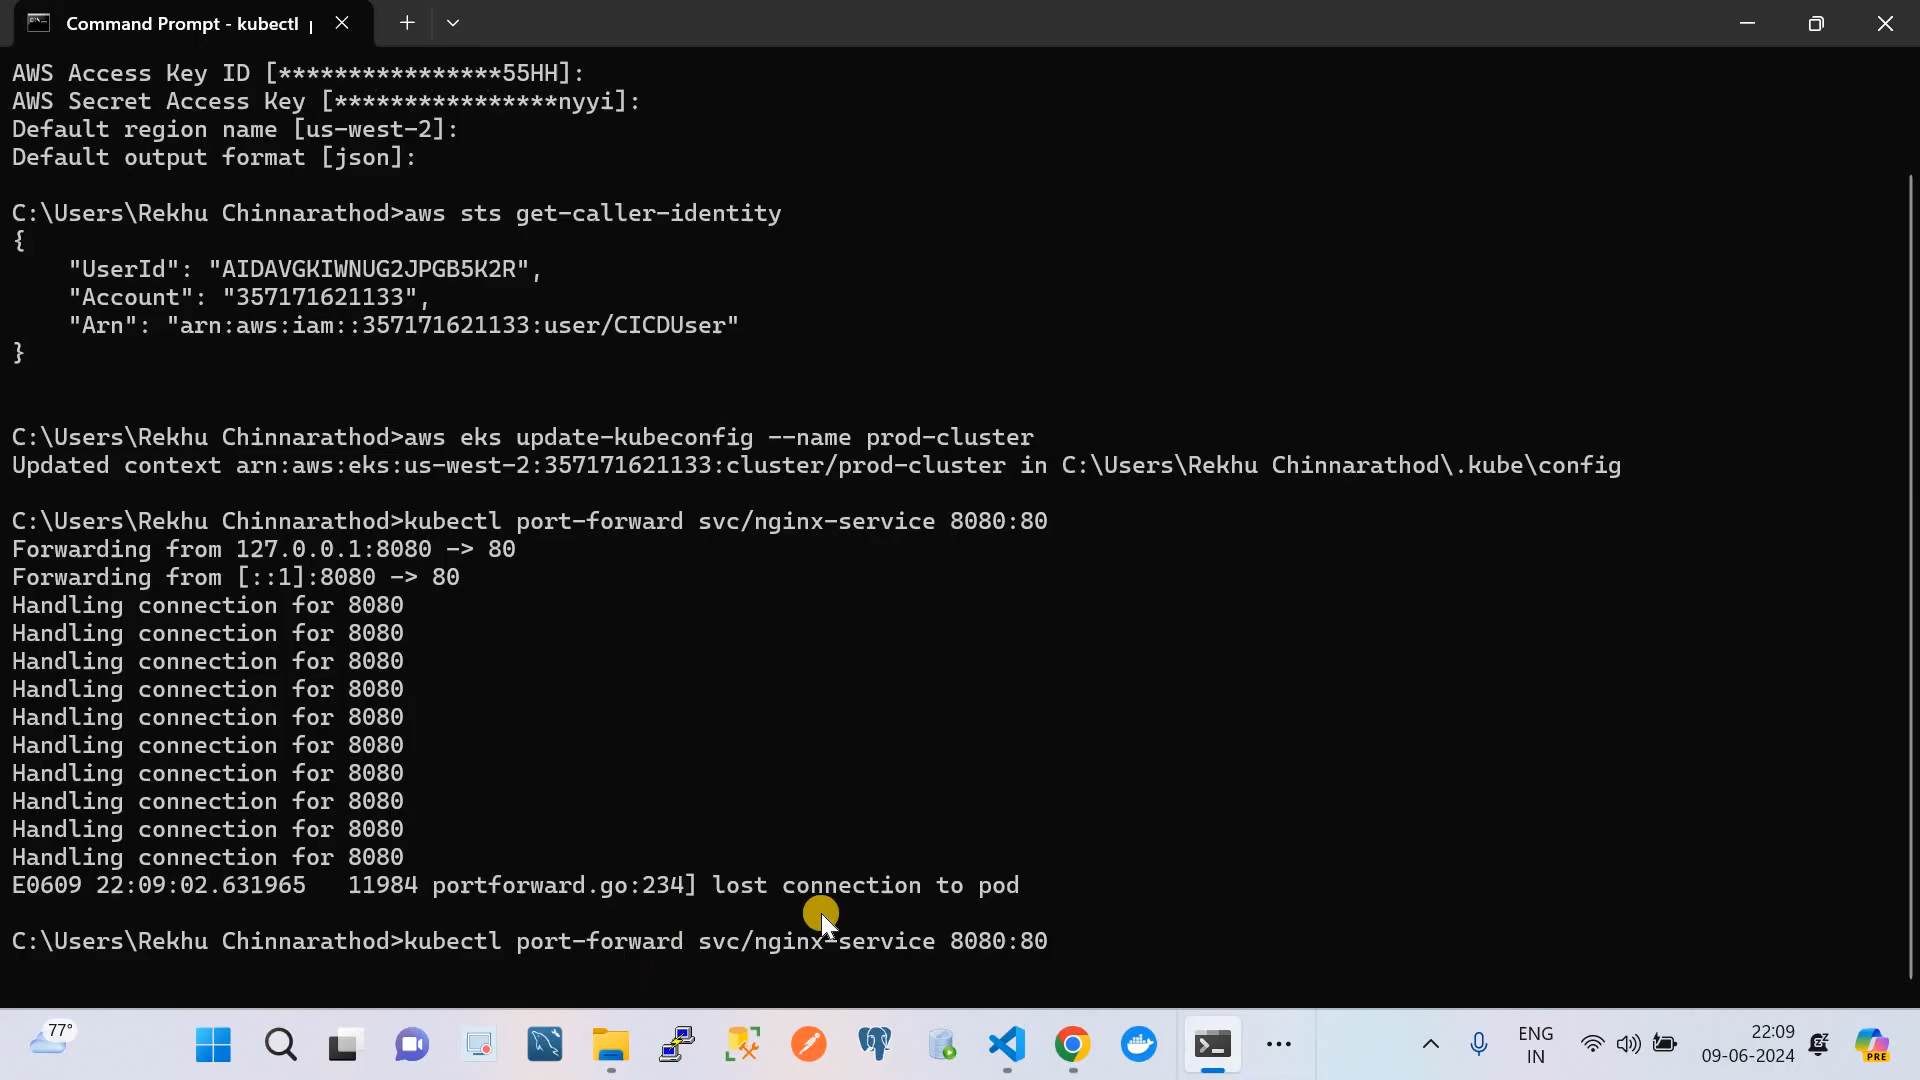 Command Prompt - kubectl p
AWS Access Key ID [****************55HH]:
AWS Secret Access Key [****************nyyi]:
Default region name [us-west-2]:
Default output format [json]:
C:\Users\Rekhu Chinnarathod>aws sts get-caller-identity
{
"UserId": "AIDAVGKIWNUG2JPGB5K2R",
"Account": "357171621133",
"Arn": "arn:aws:iam::357171621133:user/CICDUser"
}
C:\Users\Rekhu Chinnarathod>aws eks update-kubeconfig --name prod-cluster
Updated context arn:aws:eks:us-west-2:357171621133:cluster/prod-cluster in C:\Users\Rekhu Chinnarathod\.kube\config
C:\Users\Rekhu Chinnarathod>kubectl port-forward svc/nginx-service 8080:80
Forwarding from 127.0.0.1:8080 -> 80
Forwarding from [::1]:8080 -> 80
Handling connection for 8080
Handling connection for 8080
Handling connection for 8080
Handling connection for 8080
Handling connection for 8080
Handling connection for 8080
Handling connection for 8080
Handling connection for 8080
Handling connection for 8080
Handling connection for 8080
E0609 22:09:02.631965   11984 portforward.go:234] lost connection to pod
C:\Users\Rekhu Chinnarathod>kubectl port-forward svc/nginx-service 8080:80
77°
ENG
IN
22:09
09-06-2024
PRE